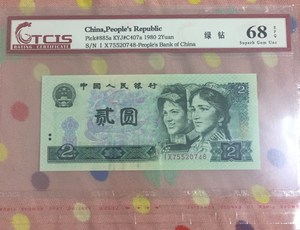 TCIS
China,People's Republic
Pick#885a KYJ#C407a 1980 2Yuan
S/N I X75520748-People's Bank of China
绿 钻
68 EPQ
Superb Gem Unc
中国人民银行
贰圆
2
2
IX75520748